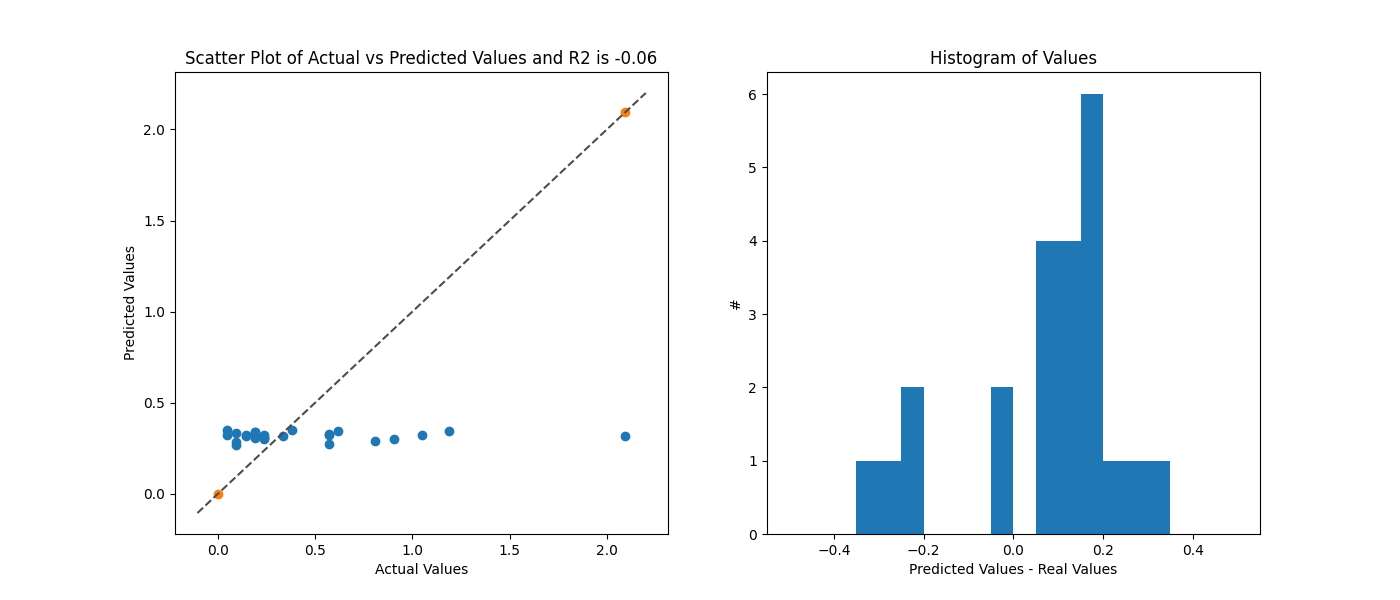 Scatter Plot of Actual vs Predicted Values and R2 is -0.06
Predicted Values
2.0
1.5
1.0
0.5
0.0
0.0 0.5 1.0 1.5 2.0
Actual Values
Histogram of Values
#
6
5
4
3
2
1
0
−0.4 −0.2 0.0 0.2 0.4
Predicted Values - Real Values